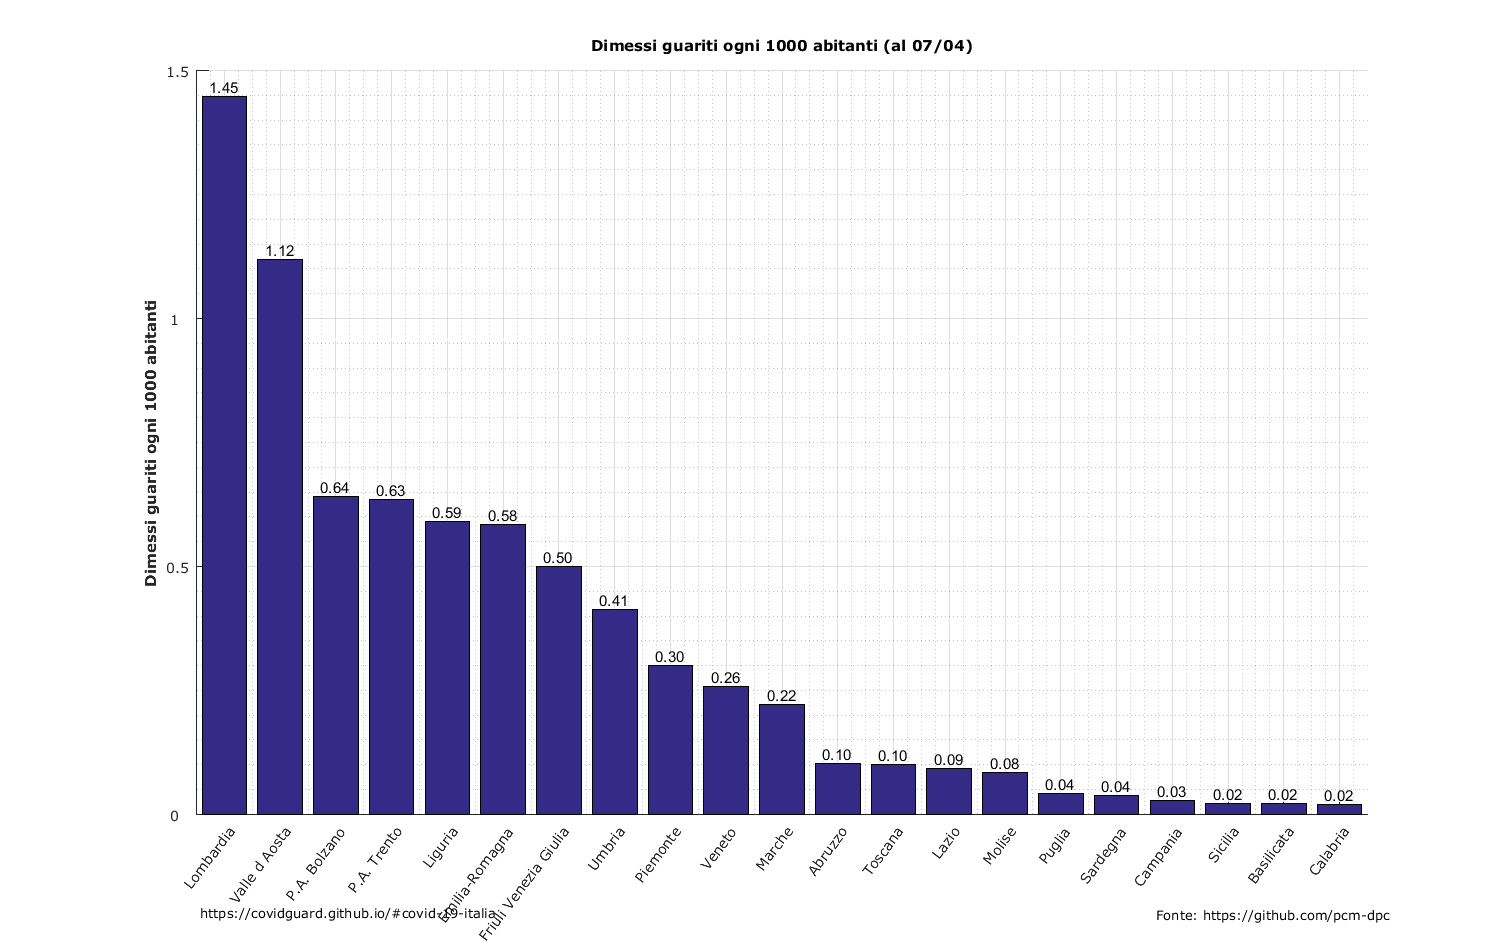 Dimessi guariti ogni 1000 abitanti (al 07/04)
Dimessi guariti ogni 1000 abitanti
1.5
1
0.5
0
1.45
1.12
0.64
0.63
0.59
0.58
0.50
0.41
0.30
0.26
0.22
0.10
0.10
0.09
0.08
0.04
0.04
0.03
0.02
0.02
0.02
Lombardia
Valle d Aosta
P.A. Bolzano
P.A. Trento
Liguria
Emilia-Romagna
Friuli Venezia Giulia
Umbria
Piemonte
Veneto
Marche
Abruzzo
Toscana
Lazio
Molise
Puglia
Sardegna
Campania
Sicilia
Basilicata
Calabria
https://covidguard.github.io/#covid-19-italia
Fonte: https://github.com/pcm-dpc